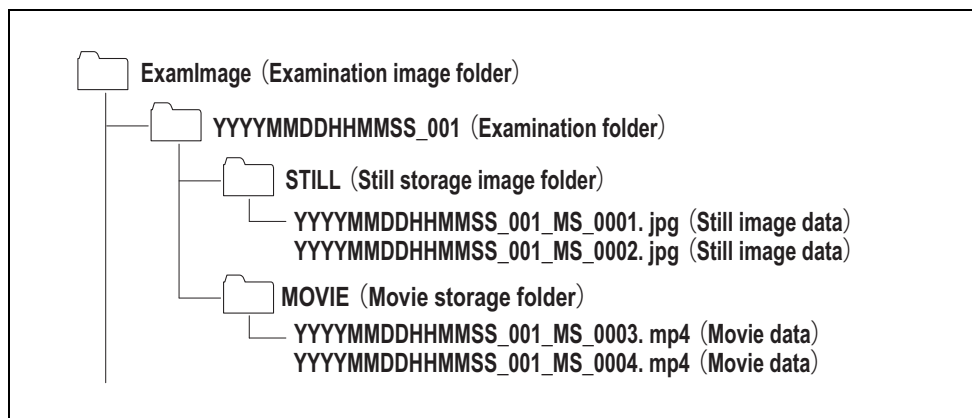 ExamImage（Examination image folder）
YYYYMMDDHHMMSS_001（Examination folder）
STILL（Still storage image folder）
YYYYMMDDHHMMSS_001_MS_0001. jpg（Still image data）
YYYYMMDDHHMMSS_001_MS_0002. jpg（Still image data）
MOVIE（Movie storage folder）
YYYYMMDDHHMMSS_001_MS_0003. mp4（Movie data）
YYYYMMDDHHMMSS_001_MS_0004. mp4（Movie data）